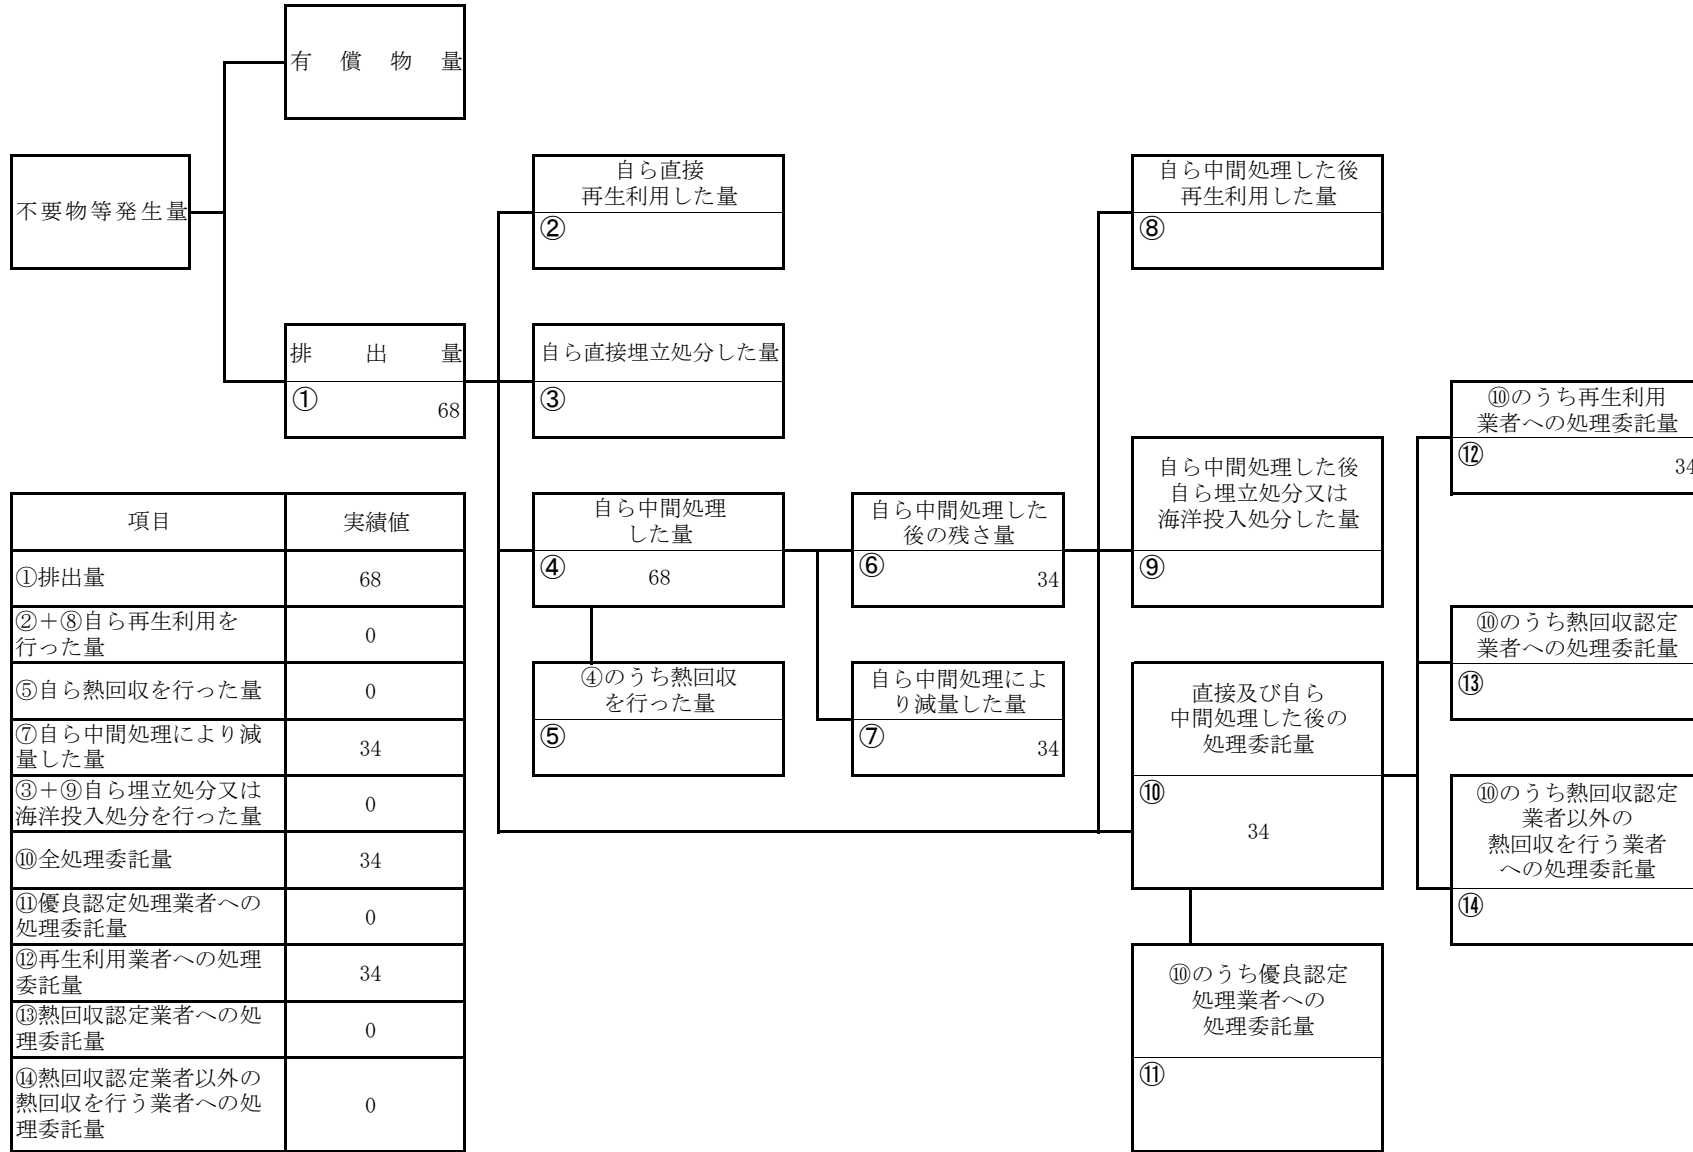 有償物量
不要物等発生量
自ら直接
再生利用した量
②
自ら中間処理した後
再生利用した量
⑧
排出量
①
68
自ら直接埋立処分した量
③
⑩のうち再生利用
業者への処理委託量
⑫
34
自ら中間処理
した量
④
68
自ら中間処理した
後の残さ量
⑥
34
自ら中間処理した後
自ら埋立処分又は
海洋投入処分した量
⑨
④のうち熱回収
を行った量
⑤
自ら中間処理によ
り減量した量
⑦
34
直接及び自ら
中間処理した後の
処理委託量
⑩
34
⑩のうち熱回収認定
業者への処理委託量
⑬
⑩のうち熱回収認定
業者以外の
熱回収を行う業者
への処理委託量
⑭
⑩のうち優良認定
処理業者への
処理委託量
⑪
項目 実績値
①排出量 68
②＋⑧自ら再生利用を
行った量 0
⑤自ら熱回収を行った量 0
⑦自ら中間処理により減
量した量 34
③＋⑨自ら埋立処分又は
海洋投入処分を行った量 0
⑩全処理委託量 34
⑪優良認定処理業者への
処理委託量 0
⑫再生利用業者への処理
委託量 34
⑬熱回収認定業者への処
理委託量 0
⑭熱回収認定業者以外の
熱回収を行う業者への処
理委託量 0